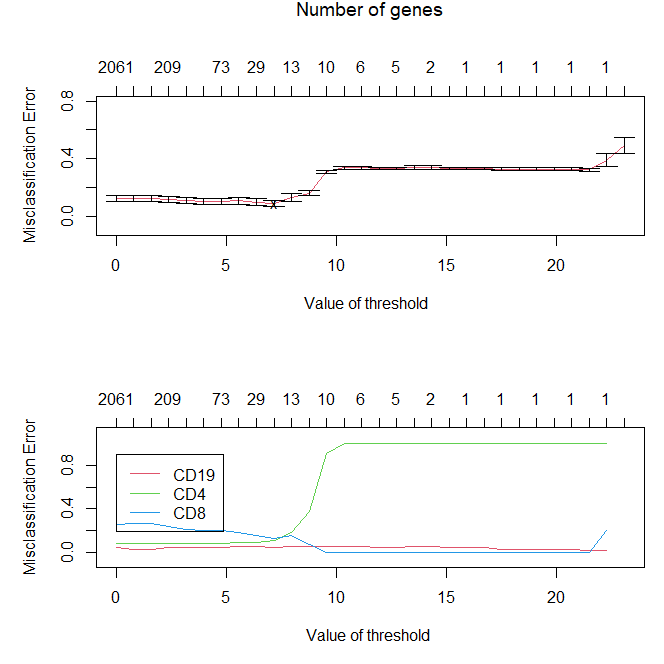 Number of genes
2061 209 73 29 13 10 6 5 2 1 1 1 1 1
Misclassification Error
0.0 0.4 0.8
x
0 5 10 15 20
Value of threshold
2061 209 73 29 13 10 6 5 2 1 1 1 1 1
Misclassification Error
0.0 0.4 0.8
CD19
CD4
CD8
0 5 10 15 20
Value of threshold